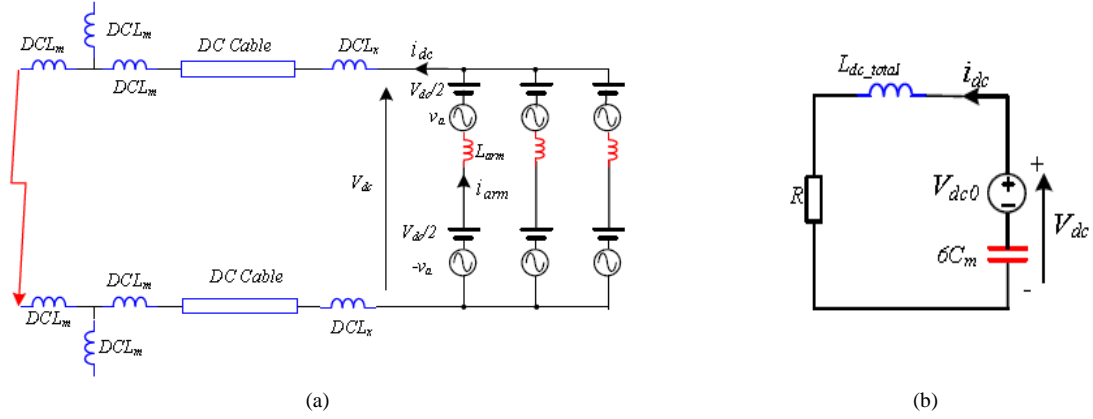 DCLm
DCLm
DCLm
DC Cable
DCLx
idc
Vdc/2
va
Larm
iarm
Vdc
Vdc/2
-va
DCLm
DCLm
DC Cable
DCLx
DCLm
(a)
Ldc_total
idc
R
Vdc0
+
Vdc
6Cm
-
(b)